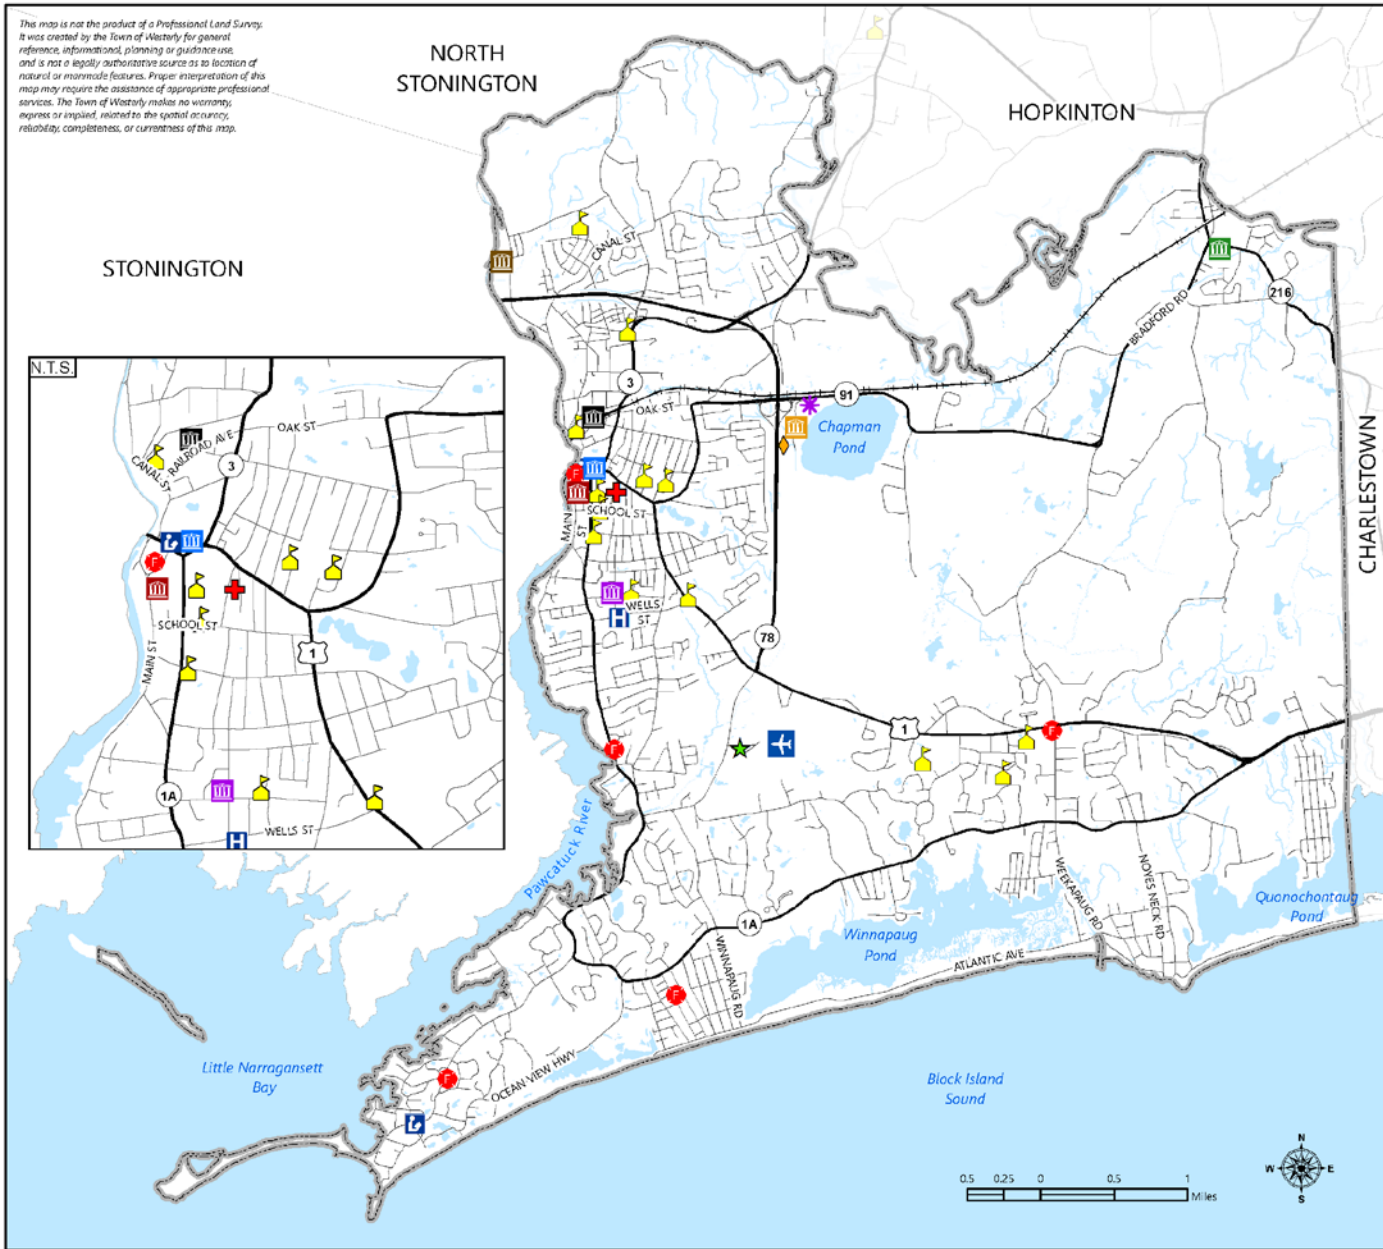 This map is not the product of a Professional Land Survey.
It was created by the Town of Westerly for general
reference, informational, planning or guidance use,
and is not a legally authoritative source as to location of
natural or manmade features. Proper interpretation of this
map may require the assistance of appropriate professional
services. The Town of Westerly makes no warranty,
express or implied, related to the spatial accuracy,
reliability, completeness, or currentness of this map.
NORTH
STONINGTON
HOPKINTON
STONINGTON
CHARLESTOWN
CANAL ST
216
BRADFORD RD
3
OAK ST
91
Chapman
Pond
F
SCHOOL ST
MAIN
ST
WELLS
ST
H
78
1
F
F
Pawcatuck River
WEEKAPAUG RD
NOYES NECK RD
Quonochontaug
Pond
1A
Winnapaug
Pond
WINNAPAUG RD
ATLANTIC AVE
F
OCEAN VIEW HWY
F
Little Narragansett
Bay
Block Island
Sound
N.T.S.
OAK ST
RAILROAD AVE
CANAL ST
3
F
SCHOOL ST
MAIN ST
1
1A
WELLS ST
H
N
W
E
S
0.5
0.25
0
0.5
1
Miles